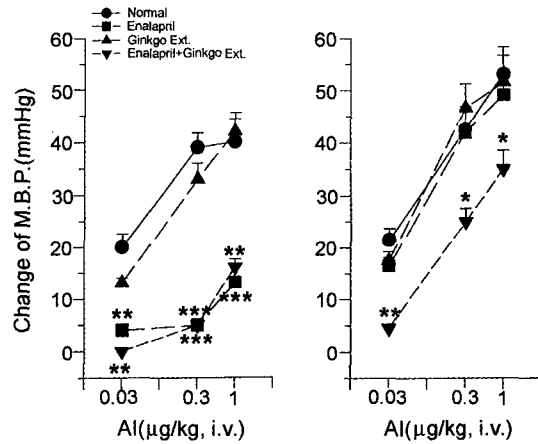 Normal
Enalapril
Ginkgo Ext.
Enalapril+Ginkgo Ext.
Change of M.B.P.(mmHg)
60
50
40
30
20
10
0
**
**
***
***
**
***
0.03 0.3 1
AI(μg/kg, i.v.)
60
50
40
30
20
10
0
**
*
*
0.03 0.3 1
AI(μg/kg, i.v.)